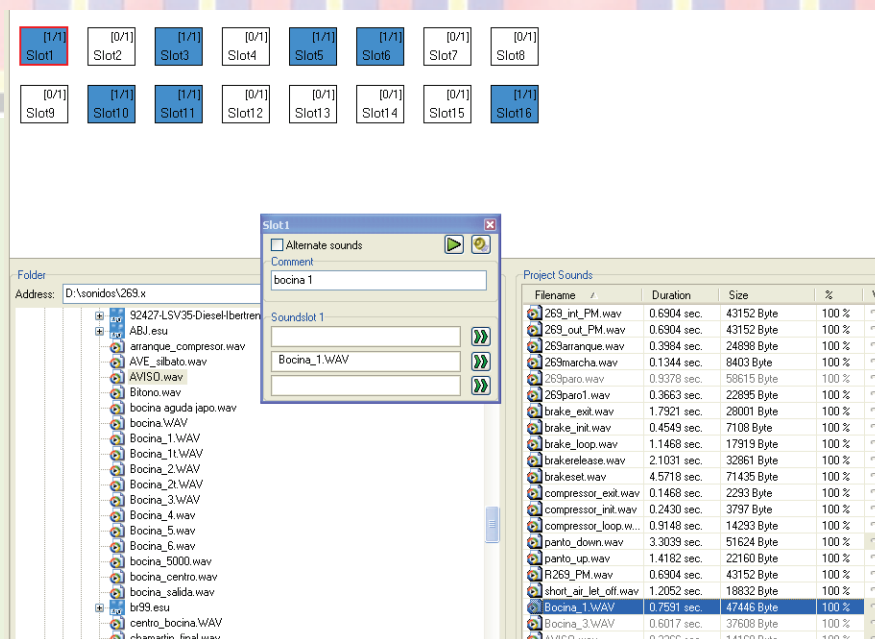 [1/1] [0/1] [1/1] [0/1] [1/1] [1/1] [0/1] [0/1]
Slot1 Slot2 Slot3 Slot4 Slot5 Slot6 Slot7 Slot8
[0/1] [1/1] [1/1] [0/1] [0/1] [0/1] [0/1] [1/1]
Slot9 Slot10 Slot11 Slot12 Slot13 Slot14 Slot15 Slot16
Slot1
Alternate sounds
Comment
bocina 1
Soundslot 1
Bocina_1.WAV
Folder
Address: D:\sonidos\269.x
92427-LSV35-Diesel-Ibertren
ABJ.esu
arranque_compresor.wav
AVE_silbato.wav
AVISO.wav
Bitono.wav
bocina aguda japo.wav
bocina.WAV
Bocina_1.WAV
Bocina_1t.WAV
Bocina_2.WAV
Bocina_2t.WAV
Bocina_3.WAV
Bocina_4.wav
Bocina_5.wav
Bocina_6.wav
bocina_5000.wav
bocina_centro.wav
bocina_salida.wav
br99.esu
centro_bocina.WAV
chamartin_final.wav
Project Sounds
Filename Duration Size %
269_int_PM.wav 0.6904 sec. 43152 Byte 100 %
269_out_PM.wav 0.6904 sec. 43152 Byte 100 %
269arranque.wav 0.3984 sec. 24898 Byte 100 %
269marcha.wav 0.1344 sec. 8403 Byte 100 %
269paro.wav 0.9378 sec. 58615 Byte 100 %
269paro1.wav 0.3663 sec. 22895 Byte 100 %
brake_exit.wav 1.7921 sec. 28001 Byte 100 %
brake_init.wav 0.4549 sec. 7108 Byte 100 %
brake_loop.wav 1.1468 sec. 17919 Byte 100 %
brakerelease.wav 2.1031 sec. 32861 Byte 100 %
brakeset.wav 4.5718 sec. 71435 Byte 100 %
compressor_exit.wav 0.1468 sec. 2293 Byte 100 %
compressor_init.wav 0.2430 sec. 3797 Byte 100 %
compressor_loop.w... 0.9148 sec. 14293 Byte 100 %
panto_down.wav 3.3039 sec. 51624 Byte 100 %
panto_up.wav 1.4182 sec. 22160 Byte 100 %
R269_PM.wav 0.6904 sec. 43152 Byte 100 %
short_air_let_off.wav 1.2052 sec. 18832 Byte 100 %
Bocina_1.WAV 0.7591 sec. 47446 Byte 100 %
Bocina_3.WAV 0.6017 sec. 37608 Byte 100 %